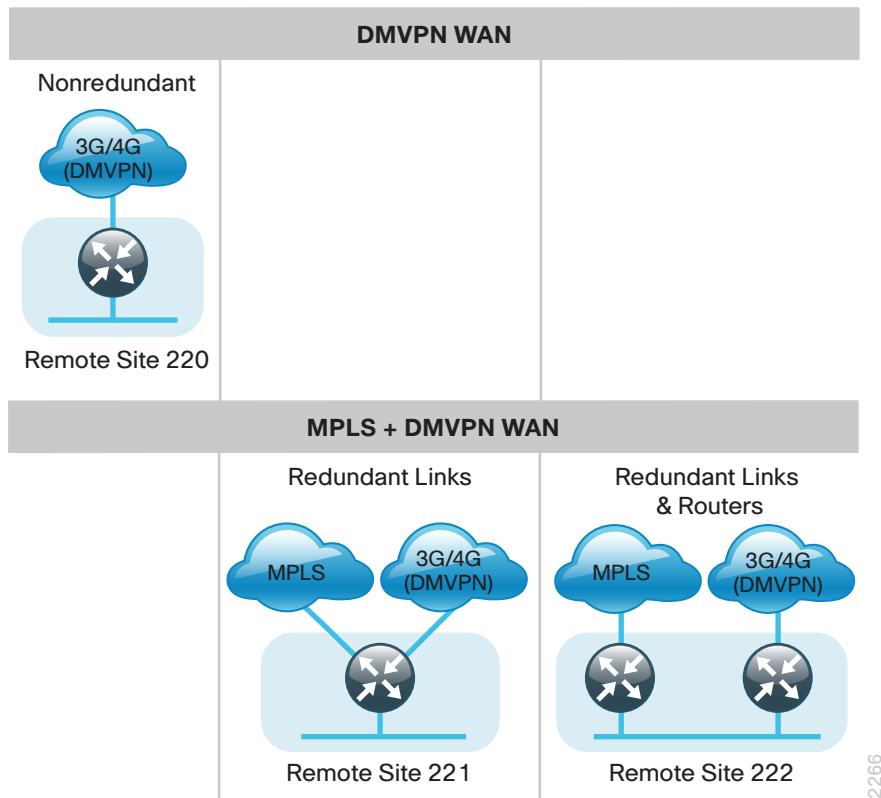 DMVPN WAN
Nonredundant
3G/4G
(DMVPN)
Remote Site 220
MPLS + DMVPN WAN
Redundant Links
MPLS
3G/4G
(DMVPN)
Remote Site 221
Redundant Links
& Routers
MPLS
3G/4G
(DMVPN)
Remote Site 222
2266